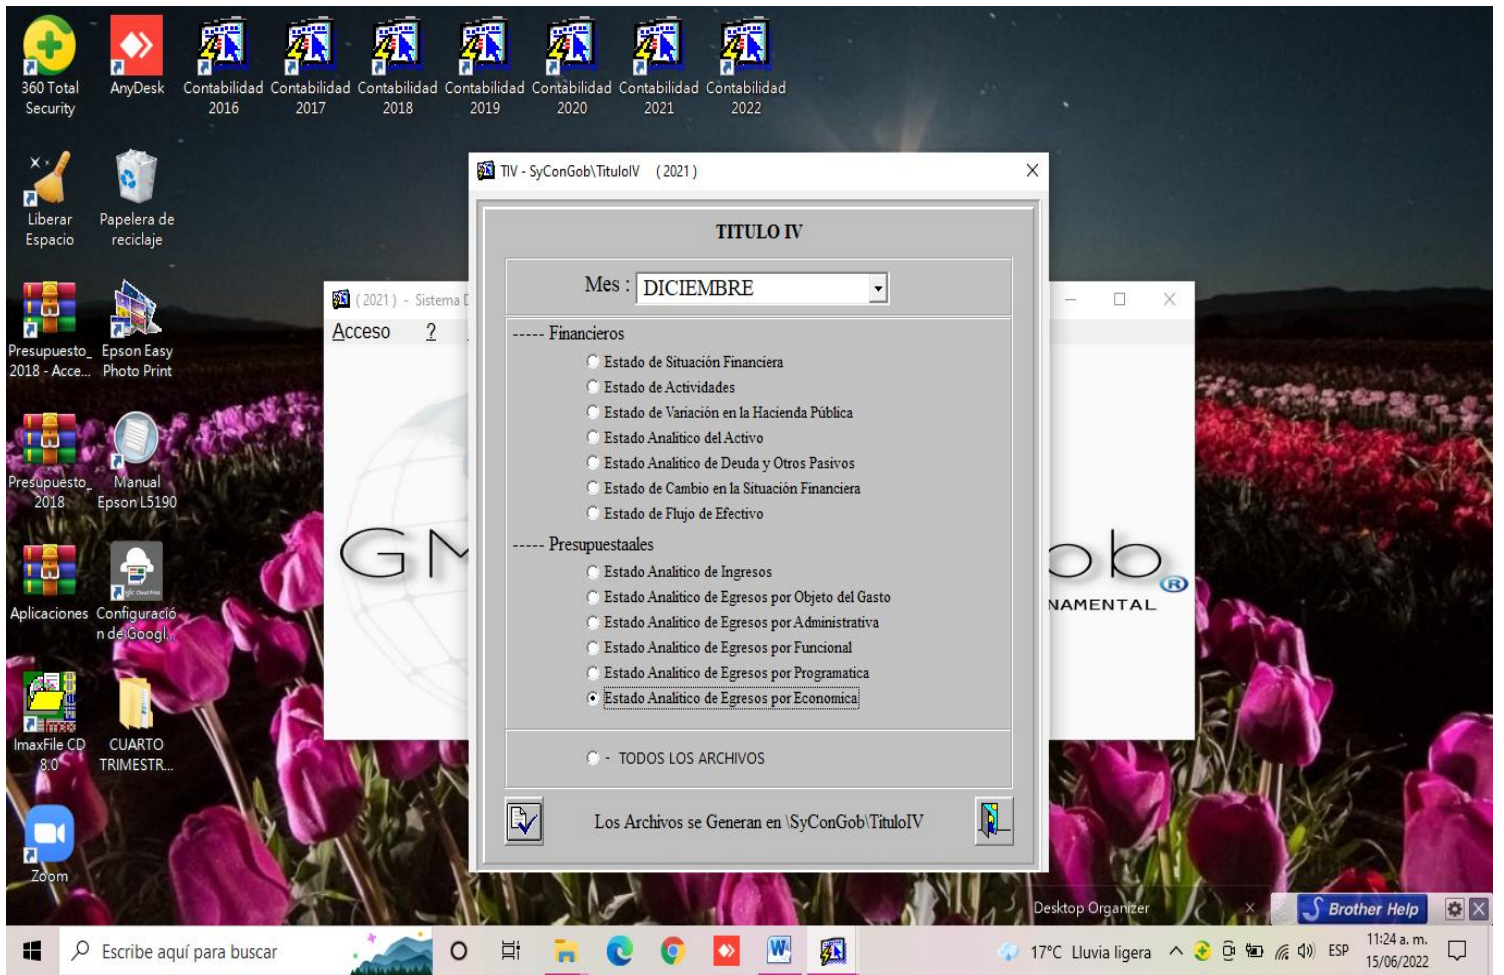 360 Total
Security
AnyDesk
Contabilidad
2016
Contabilidad
2017
Contabilidad
2018
Contabilidad
2019
Contabilidad
2020
Contabilidad
2021
Contabilidad
2022
Liberar
Espacio
Papelera de
reciclaje
Presupuesto_
2018 - Acce...
Epson Easy
Photo Print
Presupuesto_
2018
Manual
Epson L5190
Aplicaciones
Configuració
n de Googl...
ImaxFile CD
8.0
CUARTO
TRIMESTR...
Zoom
( 2021 ) - Sistema
Acceso ?
GM
ob®
NAMENTAL
TIV - SyConGob\TituloIV ( 2021 )
TITULO IV
Mes : DICIEMBRE
----- Financieros
Estado de Situación Financiera
Estado de Actividades
Estado de Variación en la Hacienda Pública
Estado Analitico del Activo
Estado Analitico de Deuda y Otros Pasivos
Estado de Cambio en la Situación Financiera
Estado de Flujo de Efectivo
----- Presupuestaales
Estado Analitico de Ingresos
Estado Analitico de Egresos por Objeto del Gasto
Estado Analitico de Egresos por Administrativa
Estado Analitico de Egresos por Funcional
Estado Analitico de Egresos por Programatica
Estado Analitico de Egresos por Economica
- TODOS LOS ARCHIVOS
Los Archivos se Generan en \SyConGob\TituloIV
Desktop Organizer
Brother Help
Escribe aquí para buscar
17°C Lluvia ligera
ESP
11:24 a. m.
15/06/2022